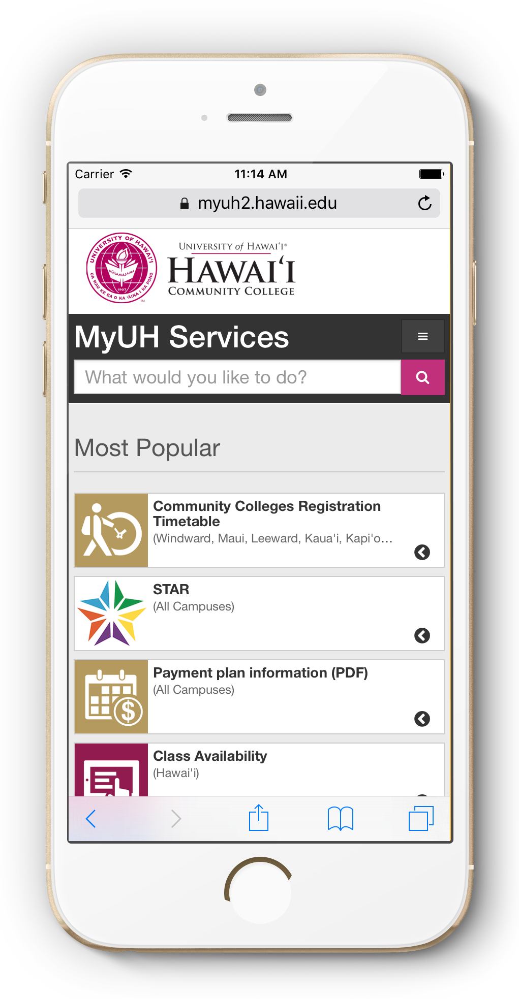 Carrier 11:14 AM
myuh2.hawaii.edu
UNIVERSITY OF HAWAI‘I
MĀLAMALAMA
1907
UA MAU KE EA O KA ‘ĀINA I KA PONO
TM
UNIVERSITY of HAWAI‘I®
HAWAI‘I
COMMUNITY COLLEGE
MyUH Services
What would you like to do?
Most Popular
Community Colleges Registration
Timetable
(Windward, Maui, Leeward, Kaua'i, Kapi'o...
STAR
(All Campuses)
Payment plan information (PDF)
(All Campuses)
$
Class Availability
(Hawai'i)